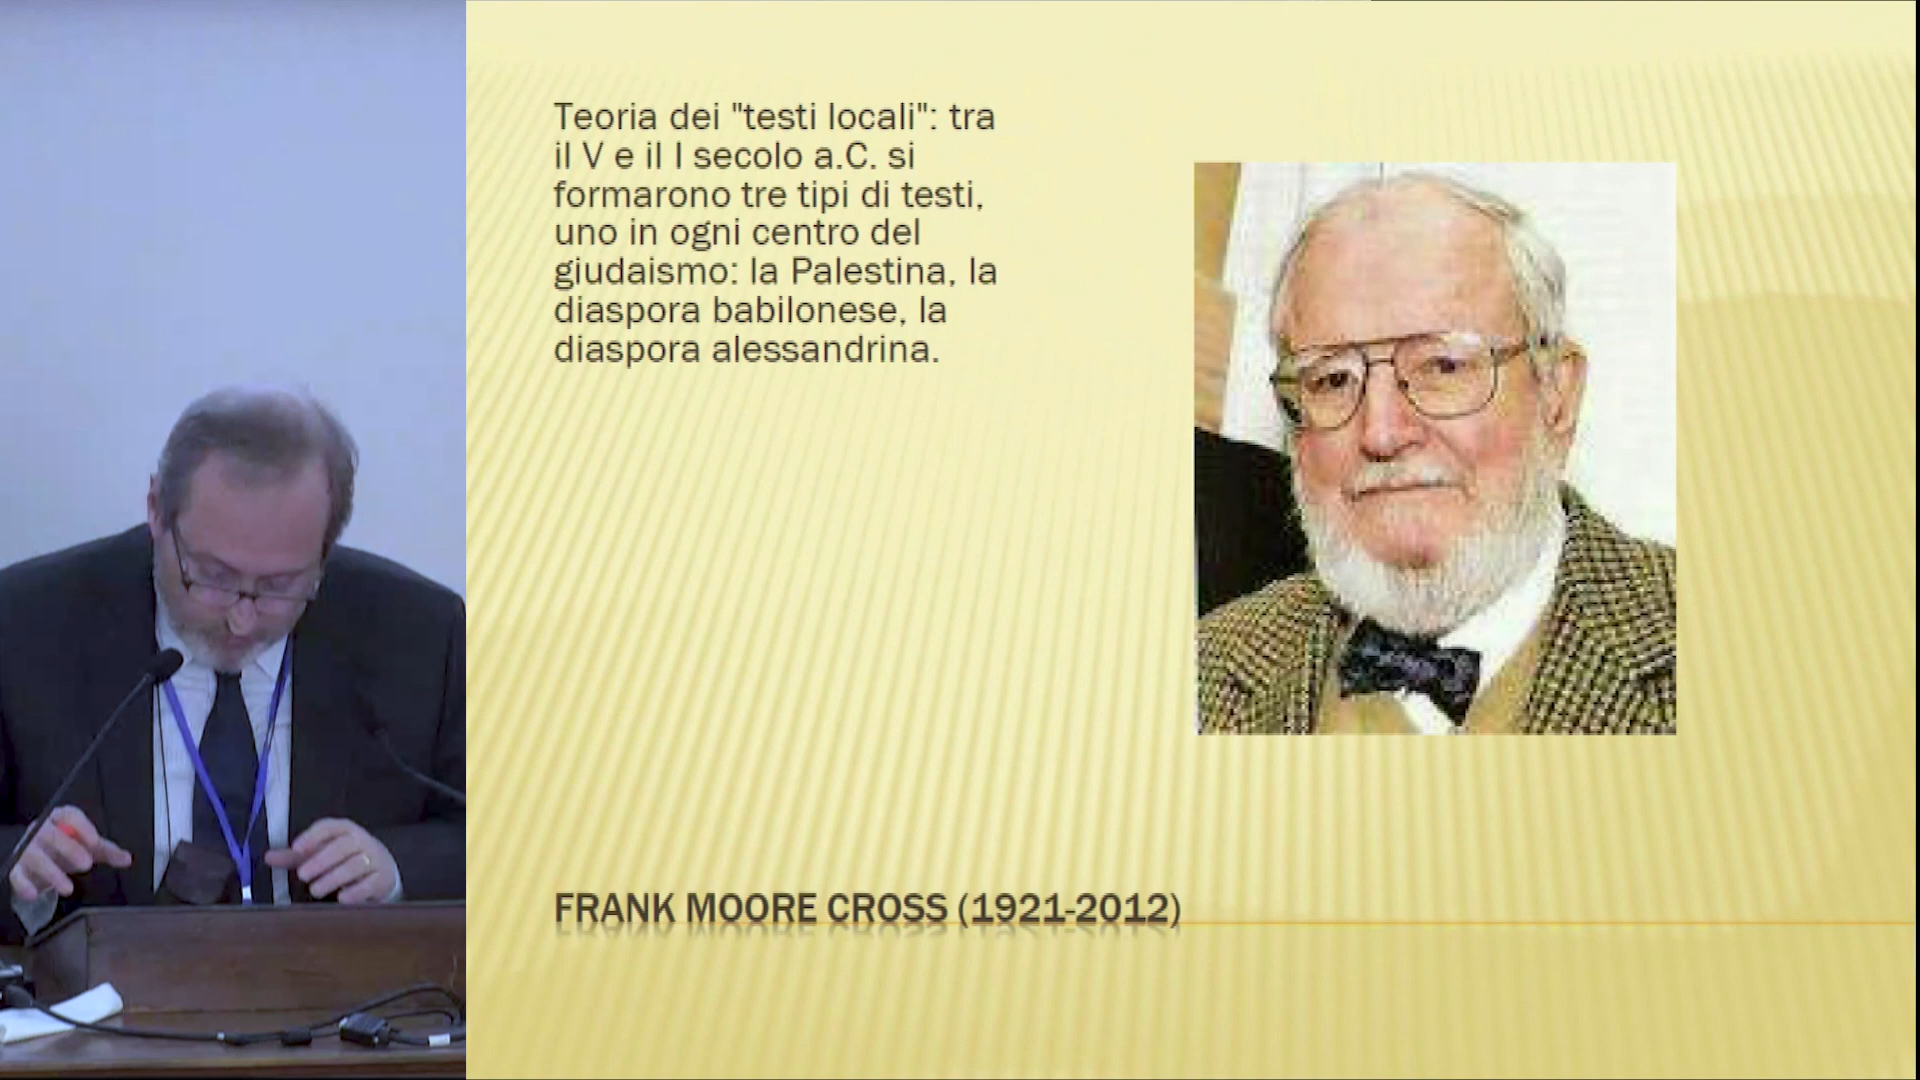 Teoria dei "testi locali": tra
il V e il I secolo a.C. si
formarono tre tipi di testi,
uno in ogni centro del
giudaismo: la Palestina, la
diaspora babilonese, la
diaspora alessandrina.
FRANK MOORE CROSS (1921-2012)